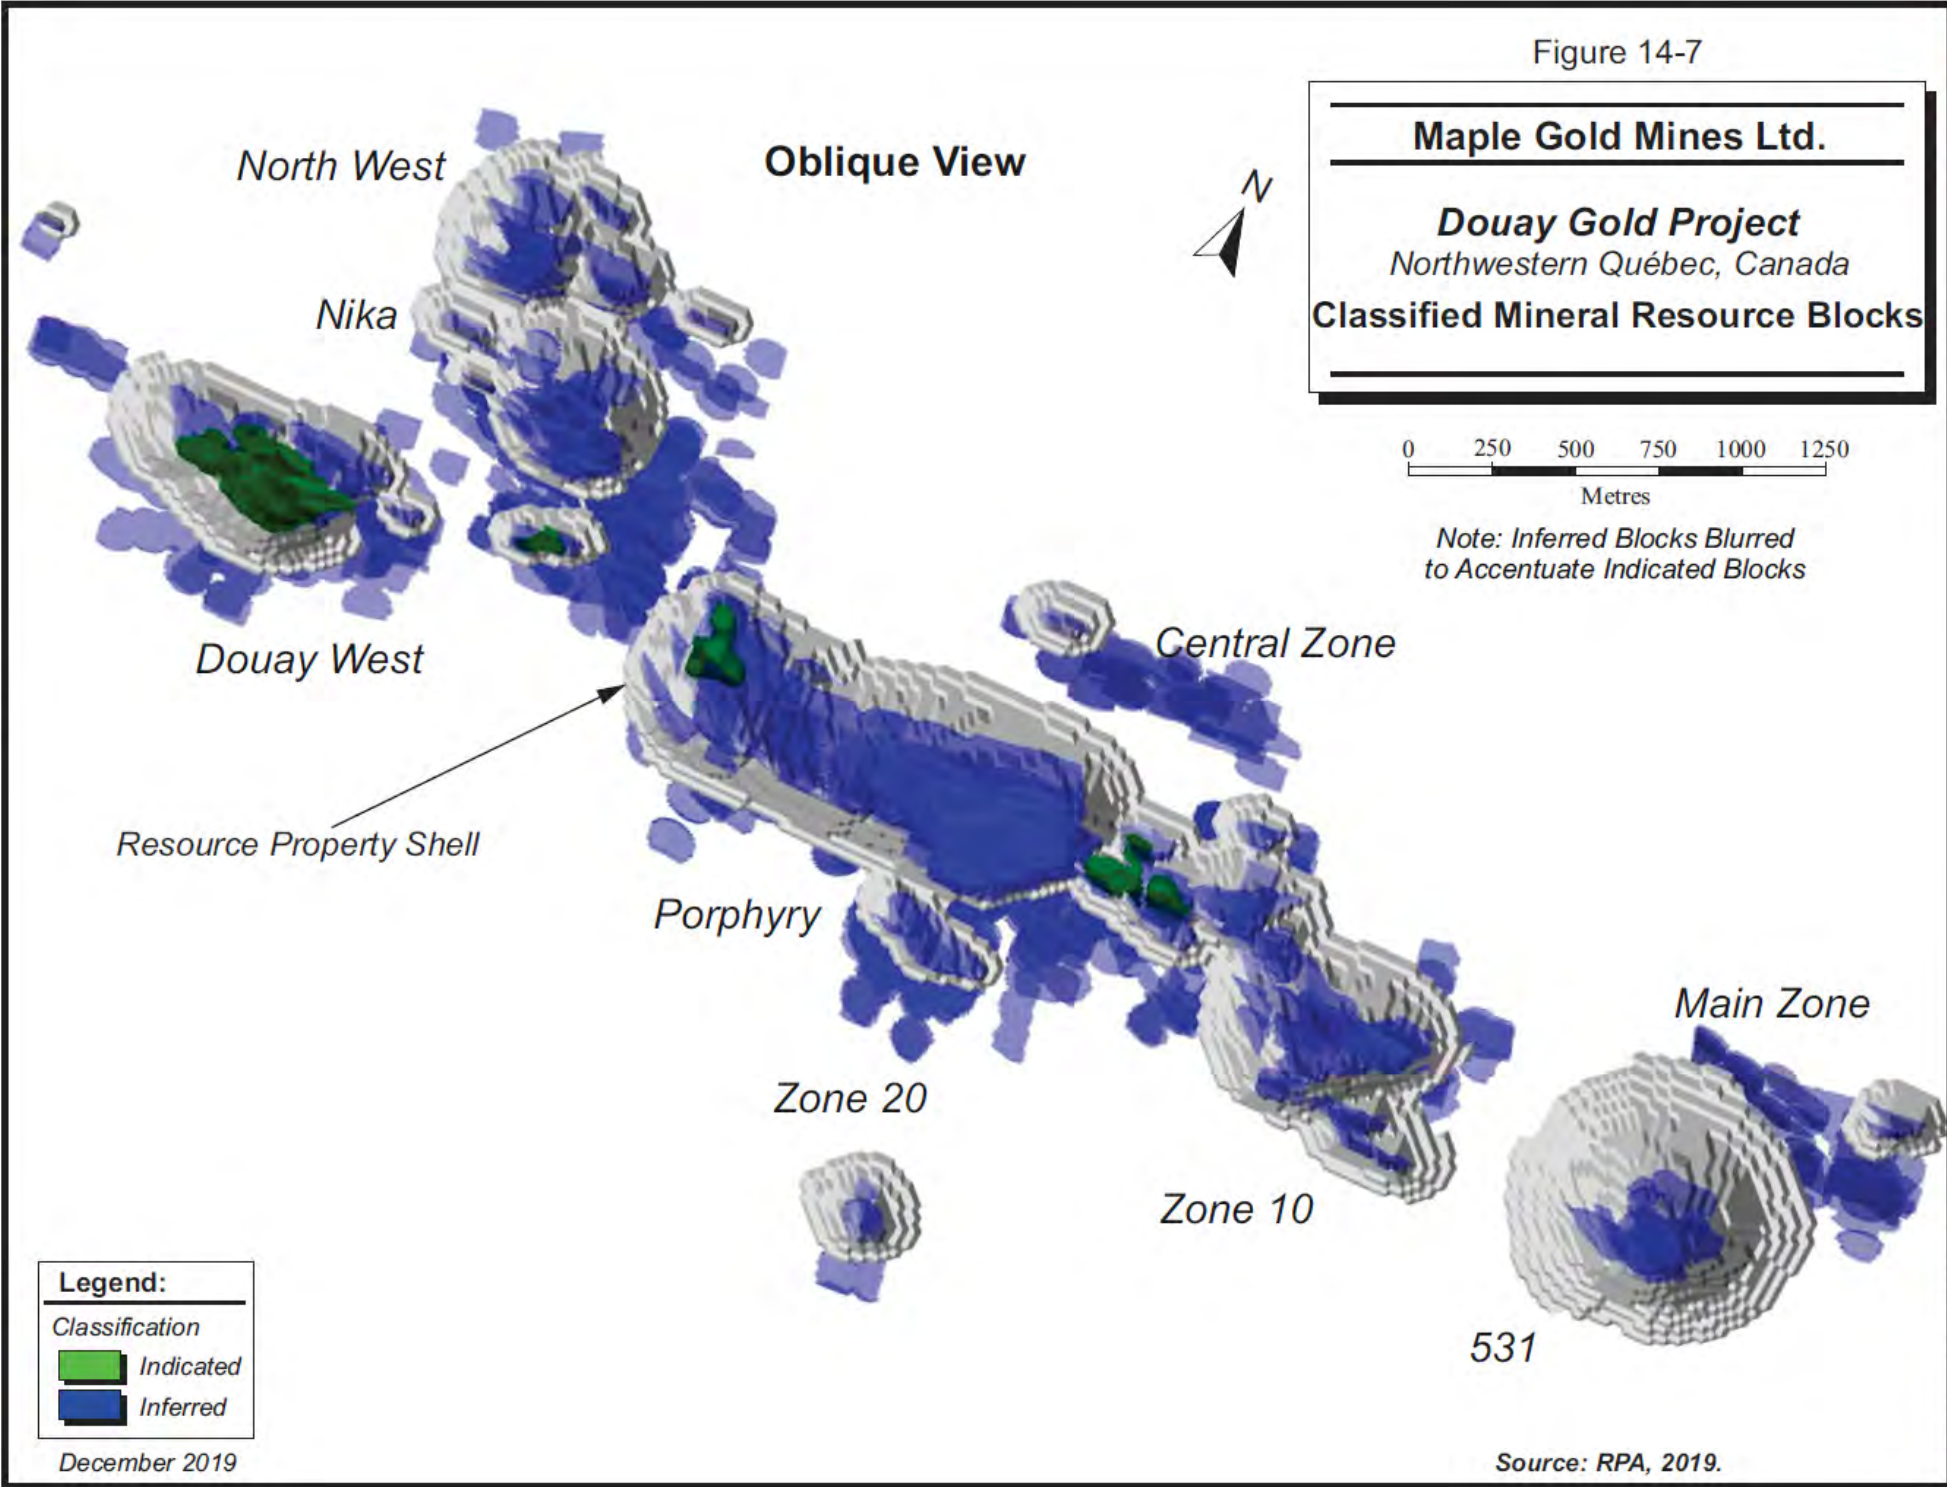 Figure 14-7
Maple Gold Mines Ltd.
Douay Gold Project
Northwestern Québec, Canada
Classified Mineral Resource Blocks
Oblique View
N
North West
Nika
0 250 500 750 1000 1250
Metres
Note: Inferred Blocks Blurred
to Accentuate Indicated Blocks
Douay West
Central Zone
Resource Property Shell
Porphyry
Main Zone
Zone 20
Zone 10
531
Legend:
Classification
Indicated
Inferred
December 2019
Source: RPA, 2019.